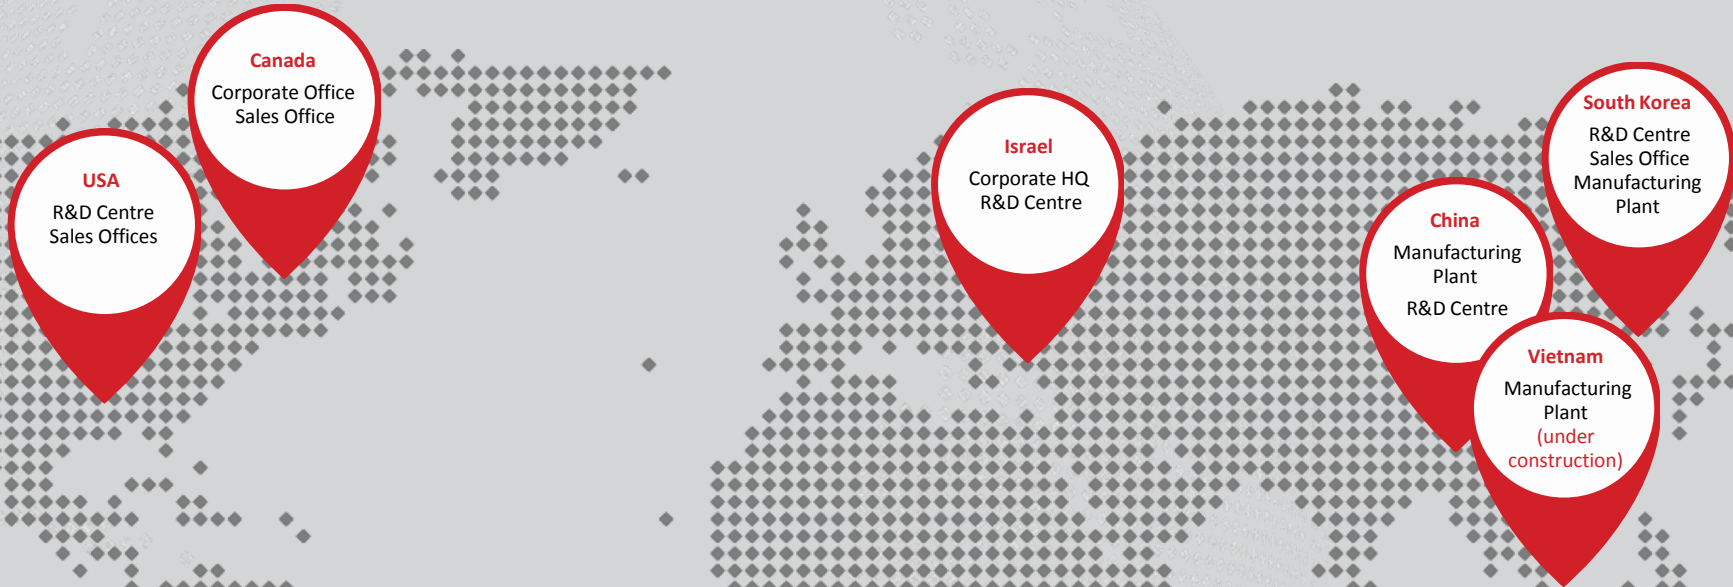 Canada
Corporate Office
Sales Office
USA
R&D Centre
Sales Offices
Israel
Corporate HQ
R&D Centre
South Korea
R&D Centre
Sales Office
Manufacturing
Plant
China
Manufacturing
Plant
R&D Centre
Vietnam
Manufacturing
Plant
(under
construction)